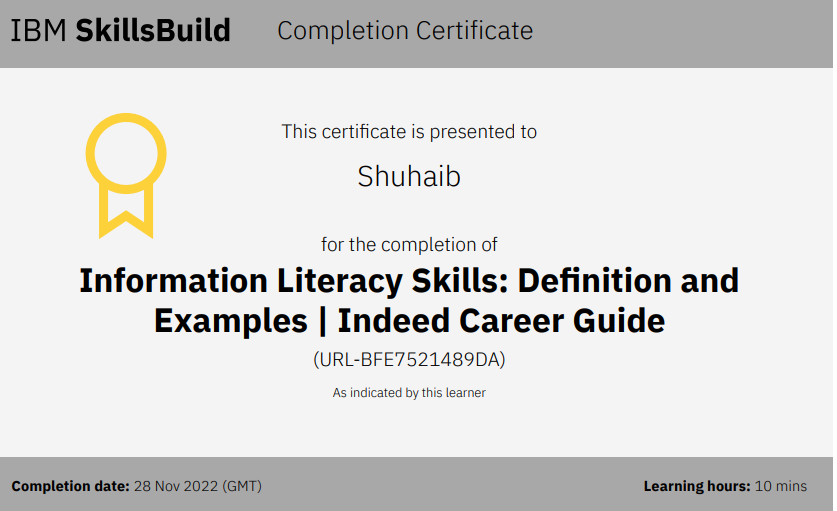 IBM SkillsBuild Completion Certificate
This certificate is presented to
Shuhaib
for the completion of
Information Literacy Skills: Definition and
Examples | Indeed Career Guide
(URL-BFE7521489DA)
As indicated by this learner
Completion date: 28 Nov 2022 (GMT) Learning hours: 10 mins